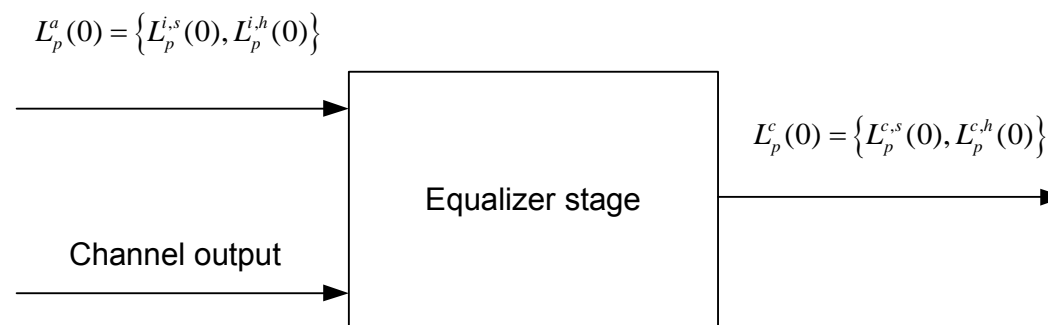 L_p^a(0) = {L_p^{i,s}(0), L_p^{i,h}(0)}
L_p^c(0) = {L_p^{c,s}(0), L_p^{c,h}(0)}
Equalizer stage
Channel output